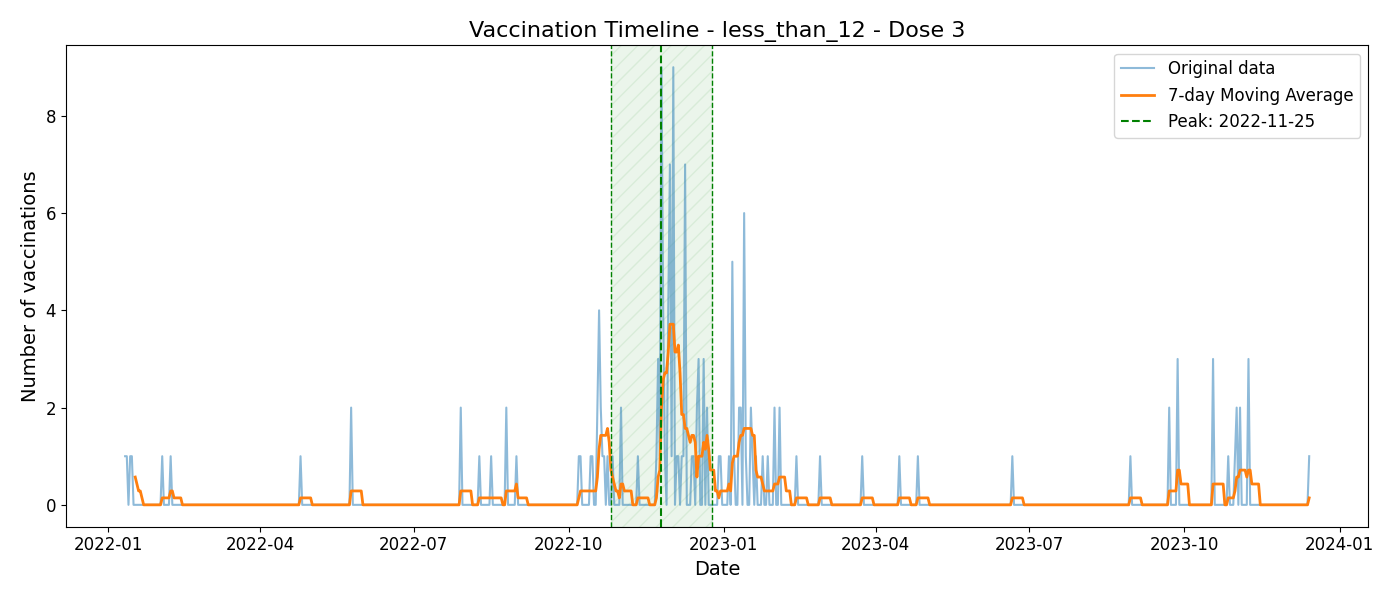 Vaccination Timeline - less_than_12 - Dose 3
Original data
7-day Moving Average
Peak: 2022-11-25
Number of vaccinations
8
6
4
2
0
2022-01 2022-04 2022-07 2022-10 2023-01 2023-04 2023-07 2023-10 2024-01
Date